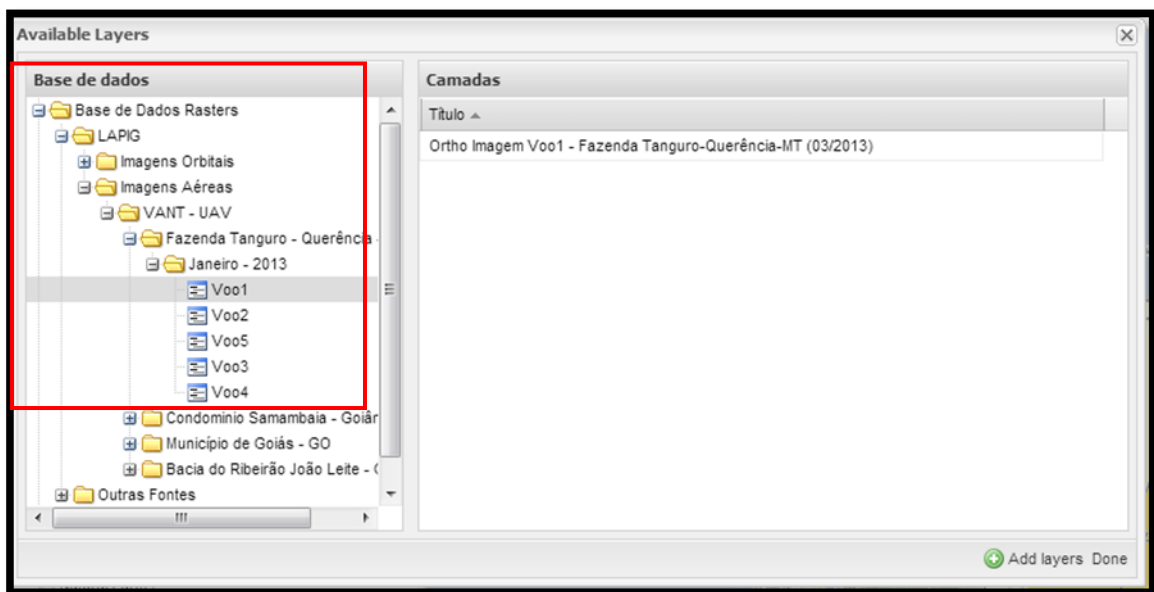 Available Layers
Base de dados
Base de Dados Rasters
LAPIG
Imagens Orbitais
Imagens Aéreas
VANT - UAV
Fazenda Tanguro - Querência -
Janeiro - 2013
Voo1
Voo2
Voo5
Voo3
Voo4
Condominio Samambaia - Goiân
Município de Goiás - GO
Bacia do Ribeirão João Leite - G
Outras Fontes
Camadas
Título
Ortho Imagem Voo1 - Fazenda Tanguro-Querência-MT (03/2013)
Add layers Done